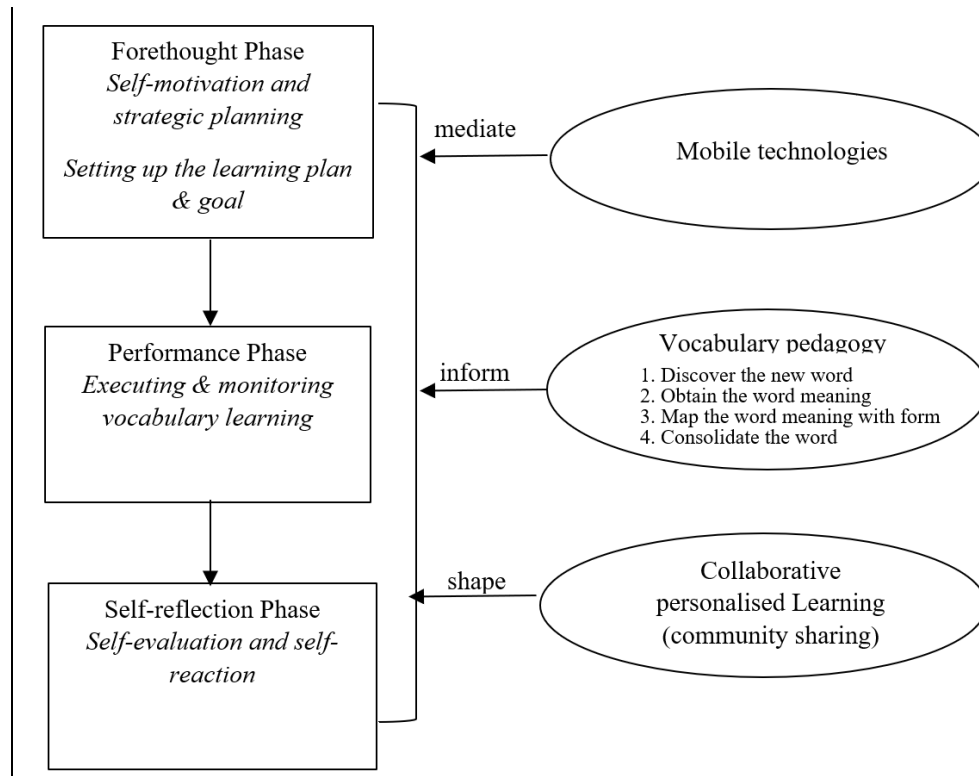 Forethought Phase
Self-motivation and
strategic planning
Setting up the learning plan
& goal
mediate
Mobile technologies
Performance Phase
Executing & monitoring
vocabulary learning
inform
Vocabulary pedagogy
1. Discover the new word
2. Obtain the word meaning
3. Map the word meaning with form
4. Consolidate the word
Self-reflection Phase
Self-evaluation and self-
reaction
shape
Collaborative
personalised Learning
(community sharing)